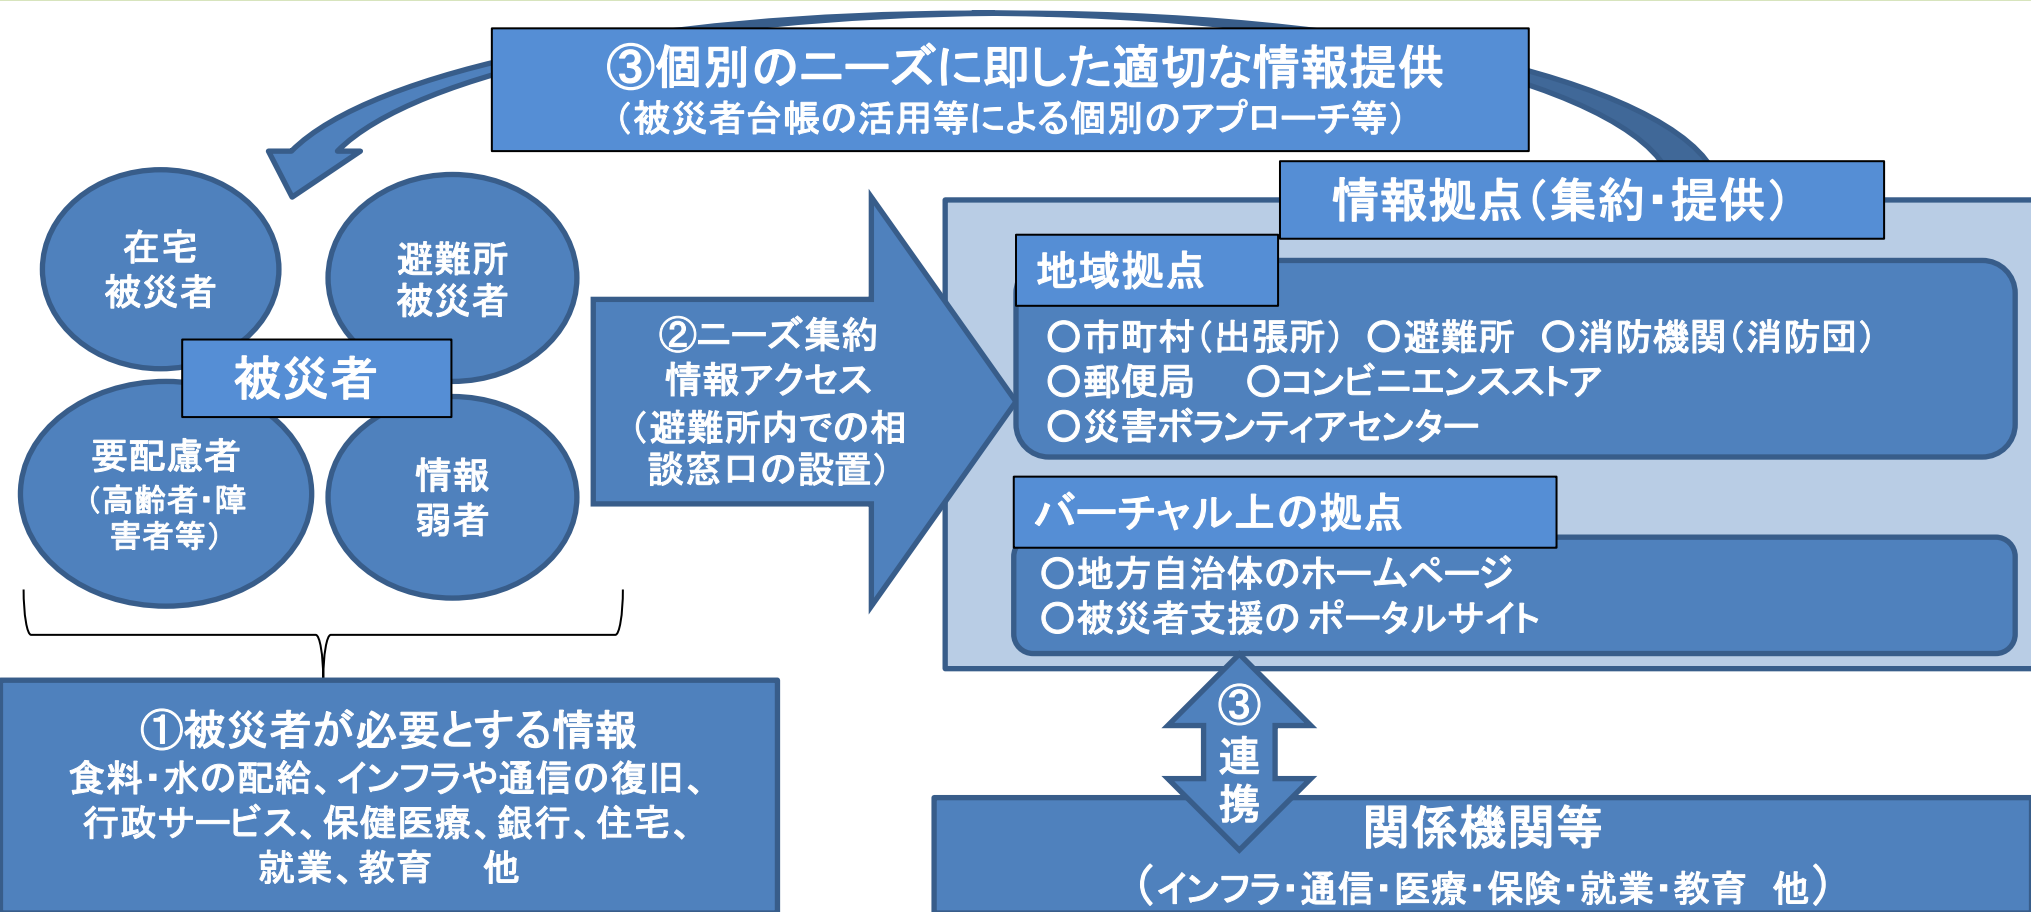 ③個別のニーズに即した適切な情報提供
（被災者台帳の活用等による個別のアプローチ等）
情報拠点（集約・提供）
在宅
被災者
避難所
被災者
被災者
要配慮者
（高齢者・障
害者等）
情報
弱者
②ニーズ集約
情報アクセス
（避難所内での相
談窓口の設置）
地域拠点
○市町村（出張所）　○避難所　○消防機関（消防団）
○郵便局　　○コンビニエンスストア
○災害ボランティアセンター
バーチャル上の拠点
○地方自治体のホームページ
○被災者支援の ポータルサイト
①被災者が必要とする情報
食料・水の配給、インフラや通信の復旧、
行政サービス、保健医療、銀行、住宅、
就業、教育　他
③
連
携
関係機関等
（インフラ・通信・医療・保険・就業・教育　他）